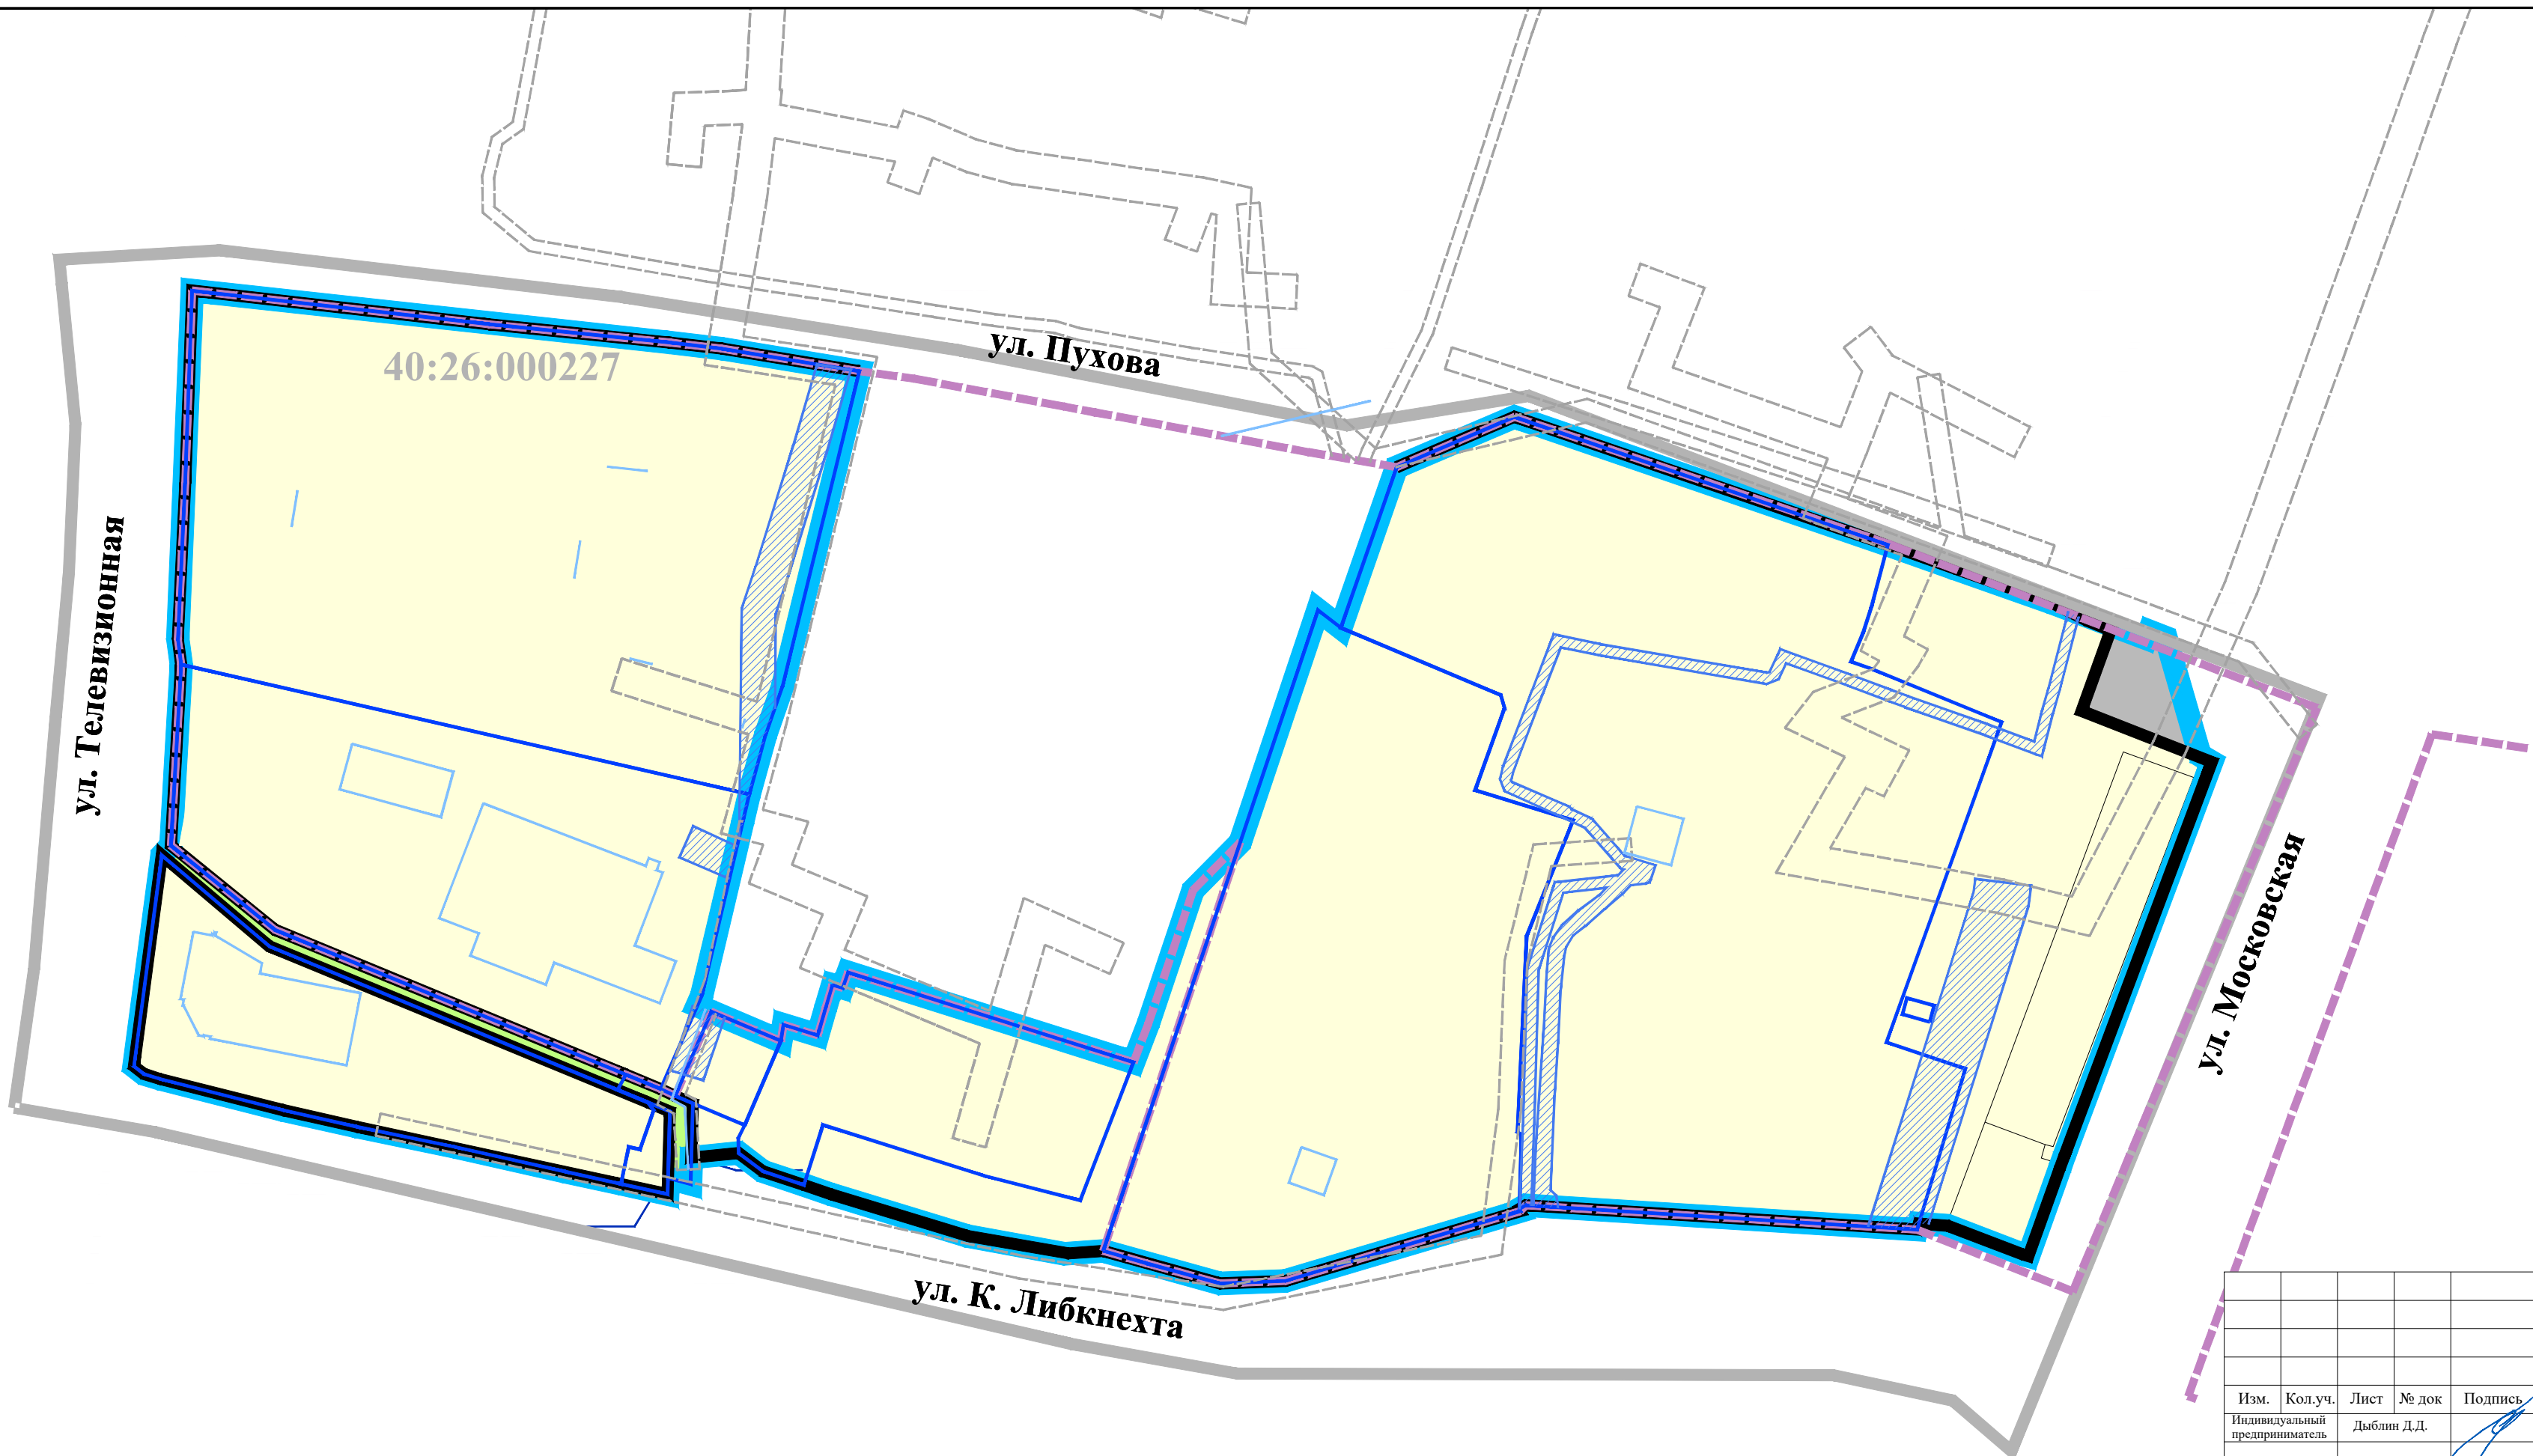 ул. Пухова
40:26:000227
ул. Телевизионная
ул. Московская
ул. К. Либкнехта
Изм. Кол.уч. Лист № док Подпись
Индивидуальный предприниматель Дыблин Д.Д.